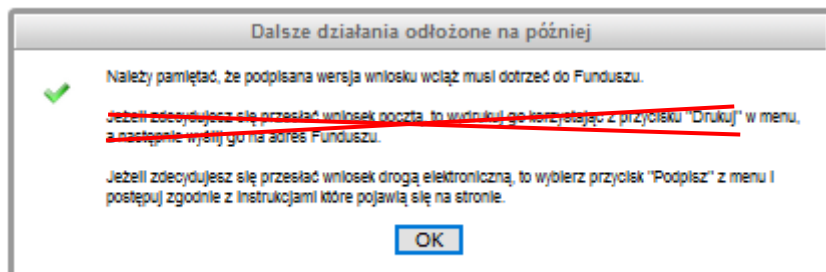 Dalsze działania odłożone na później
Należy pamiętać, że podpisana wersja wniosku wciąż musi dotrzeć do Funduszu.
Jeżeli zdecydujesz się przesłać wniosek pocztą, to wydrukuj go korzystając z przycisku "Drukuj" w menu,
a następnie wyślij go na adres Funduszu.
Jeżeli zdecydujesz się przesłać wniosek drogą elektroniczną, to wybierz przycisk "Podpisz" z menu i
postępuj zgodnie z instrukcjami które pojawią się na stronie.
OK